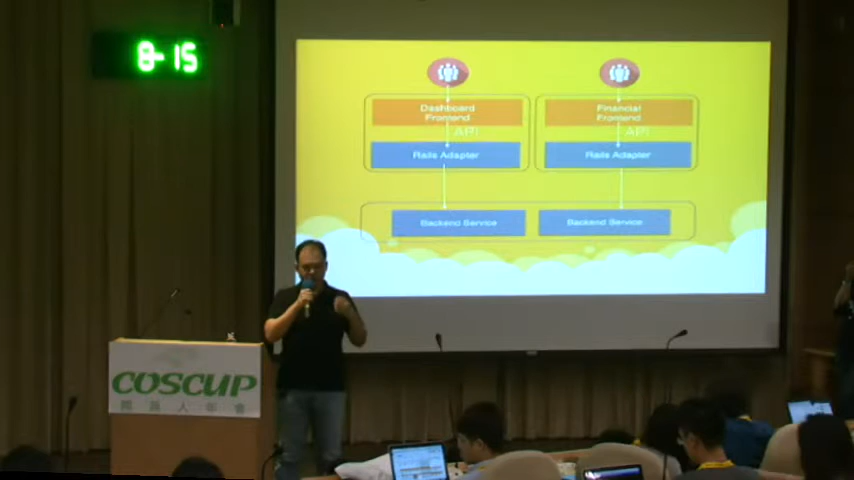 8-15
Dashboard
Frontend
API
Rails Adapter
Backend Service
Financial
Frontend
API
Rails Adapter
Backend Service
COSCUP